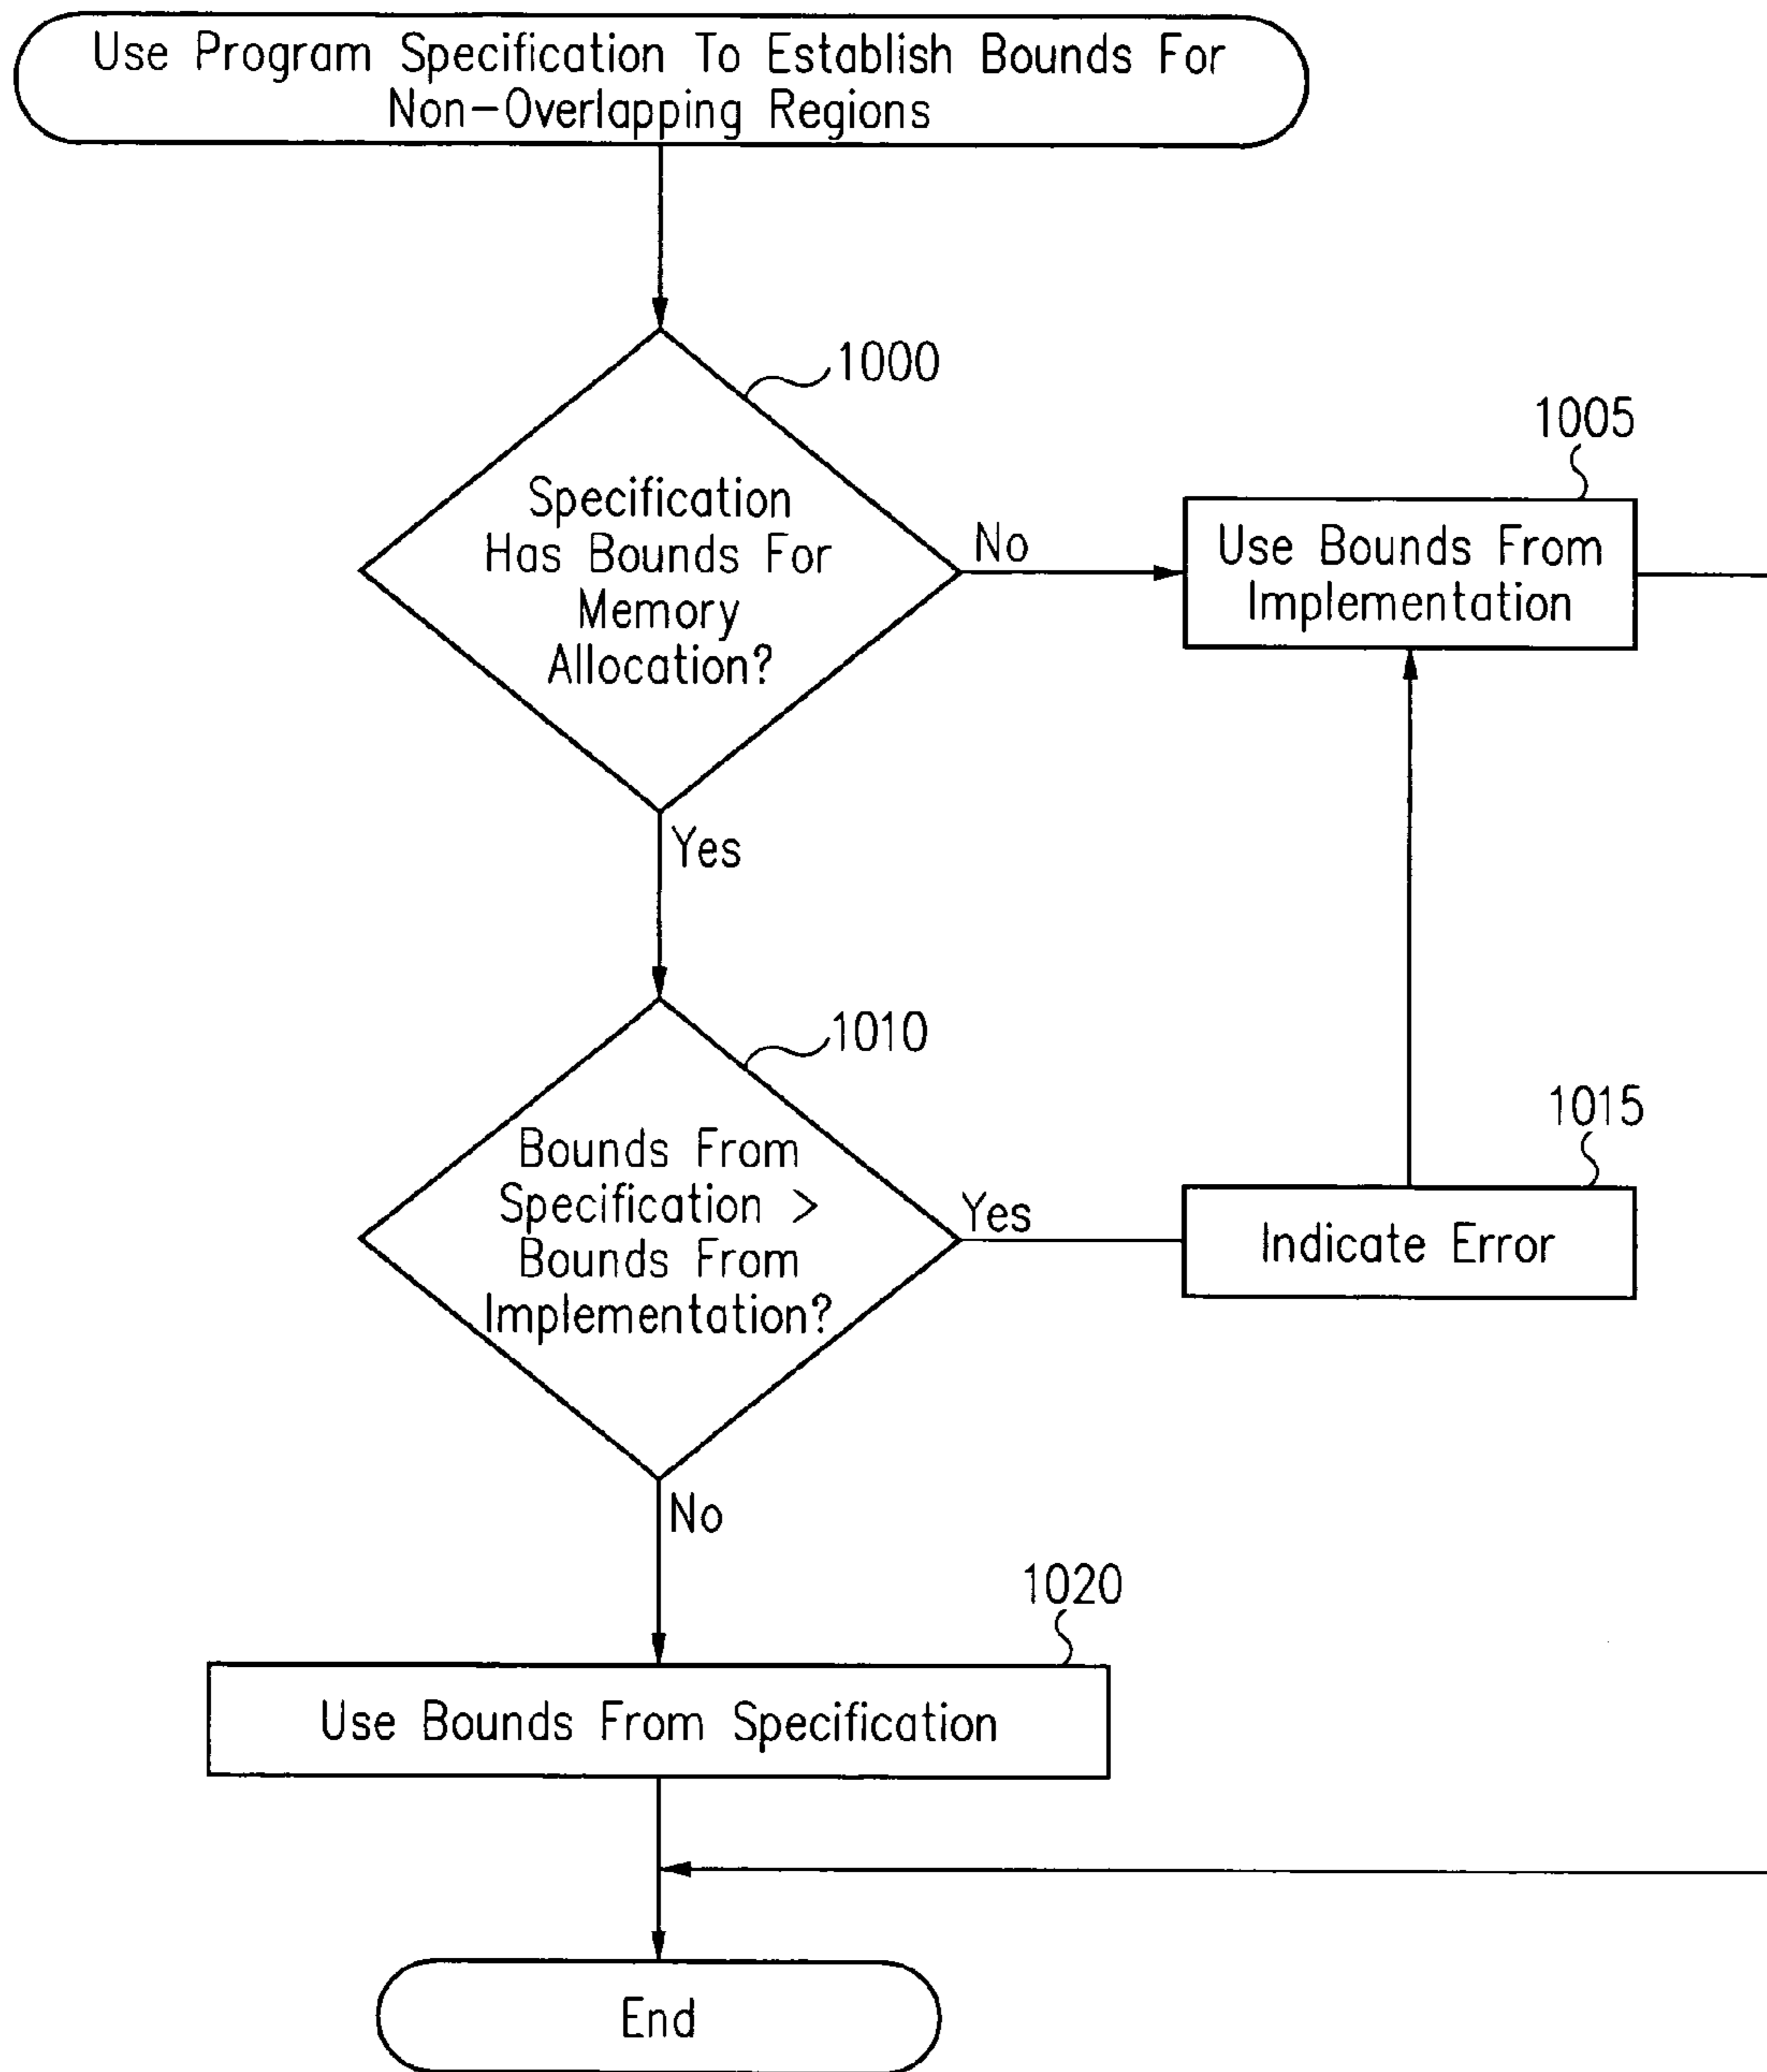 Use Program Specification To Establish Bounds For
Non-Overlapping Regions
1000
Specification
Has Bounds For
Memory
Allocation?
No
1005
Use Bounds From
Implementation
Yes
1010
Bounds From
Specification >
Bounds From
Implementation?
Yes
1015
Indicate Error
No
1020
Use Bounds From Specification
End